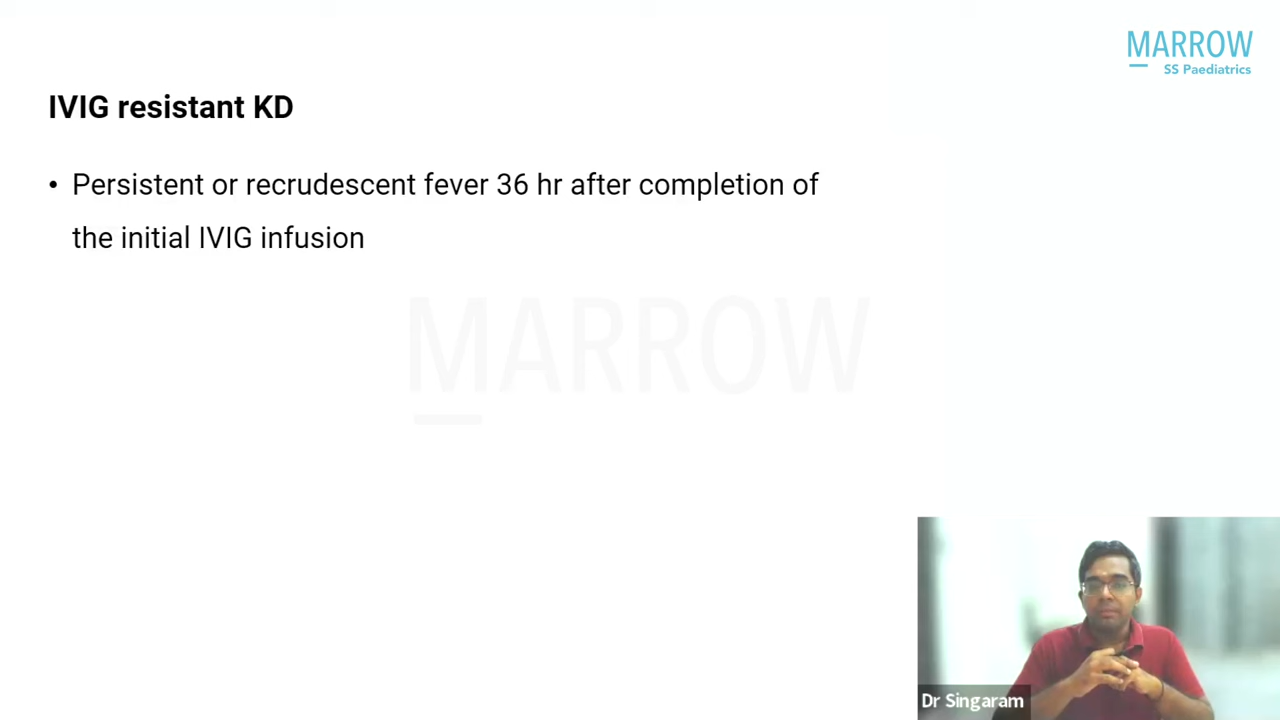 MARROW
SS Paediatrics
IVIG resistant KD
• Persistent or recrudescent fever 36 hr after completion of
the initial IVIG infusion
MARROW
Dr Singaram